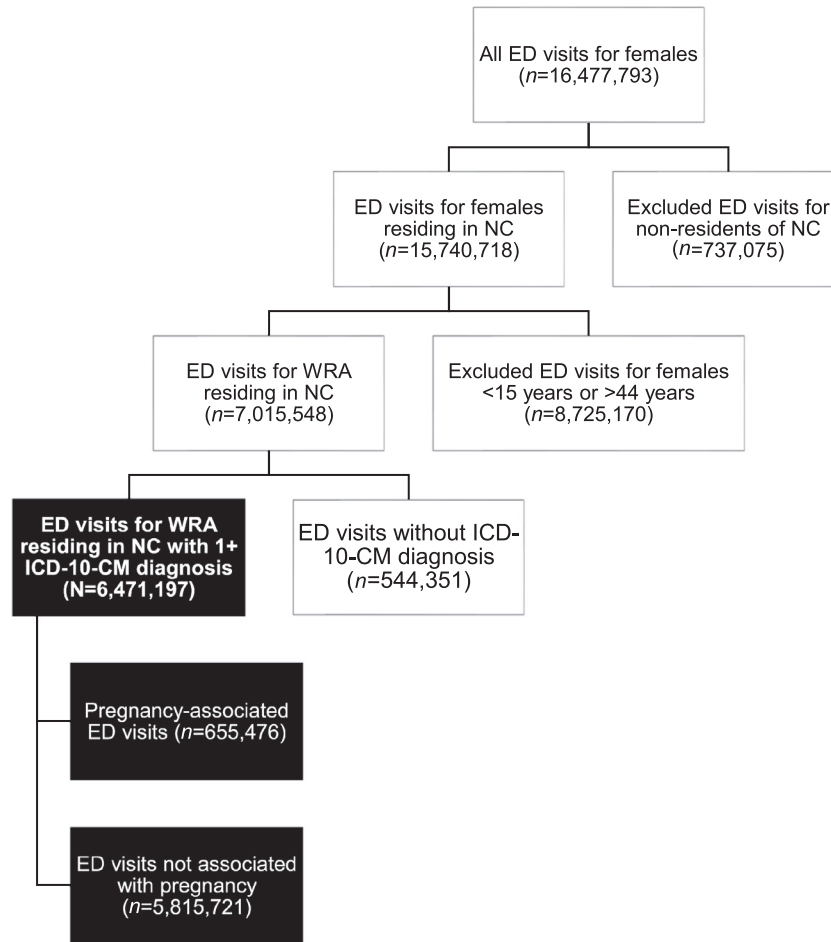 All ED visits for females
(n=16,477,793)
ED visits for females
residing in NC
(n=15,740,718)
Excluded ED visits for
non-residents of NC
(n=737,075)
ED visits for WRA
residing in NC
(n=7,015,548)
Excluded ED visits for females
<15 years or >44 years
(n=8,725,170)
ED visits for WRA
residing in NC with 1+
ICD-10-CM diagnosis
(N=6,471,197)
ED visits without ICD-
10-CM diagnosis
(n=544,351)
Pregnancy-associated
ED visits (n=655,476)
ED visits not associated
with pregnancy
(n=5,815,721)